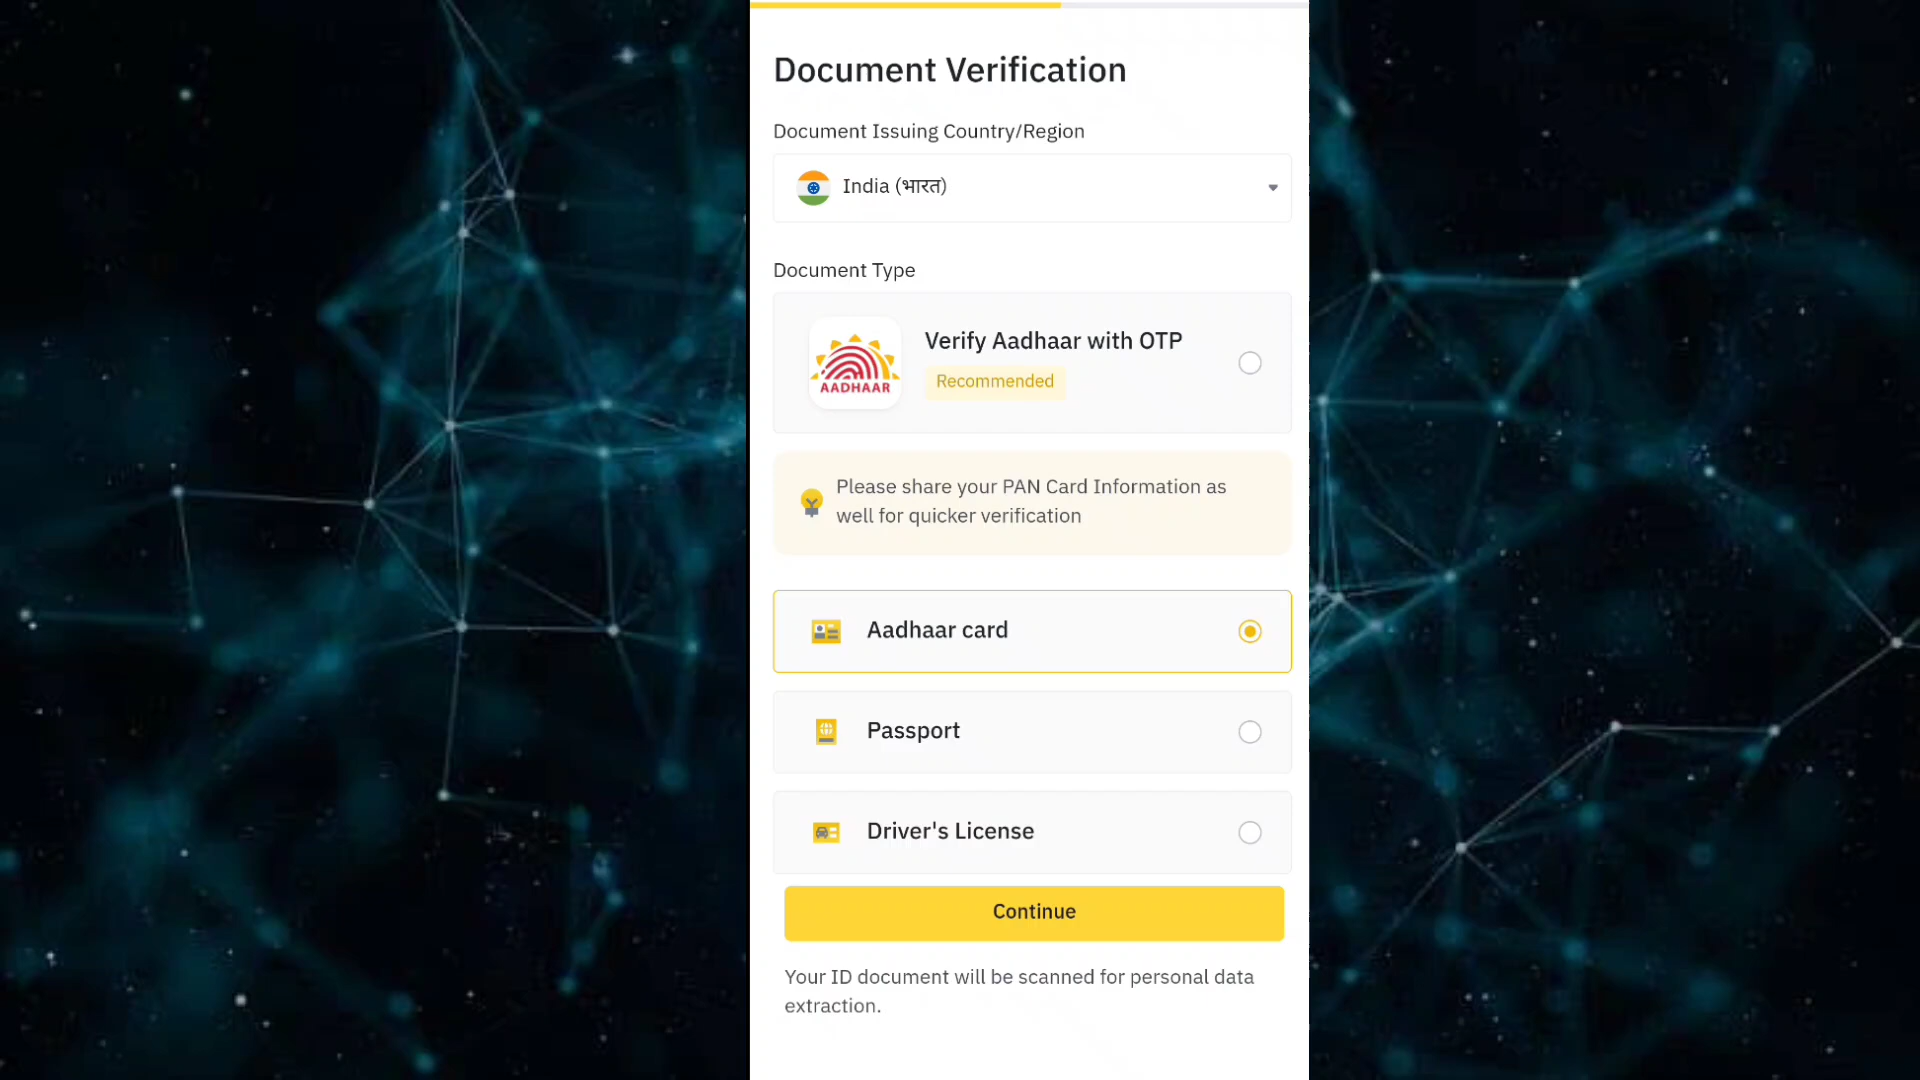 Document Verification
Document Issuing Country/Region
India (भारत)
Document Type
Verify Aadhaar with OTP
AADHAAR
Recommended
Please share your PAN Card Information as
well for quicker verification
Aadhaar card
Passport
Driver's License
Continue
Your ID document will be scanned for personal data
extraction.